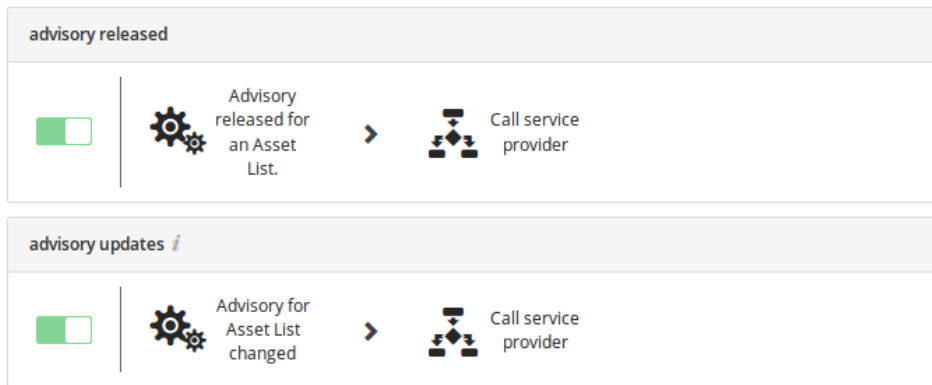 advisory released
Advisory
released for
an Asset
List.
Call service
provider
advisory updates i
Advisory for
Asset List
changed
Call service
provider